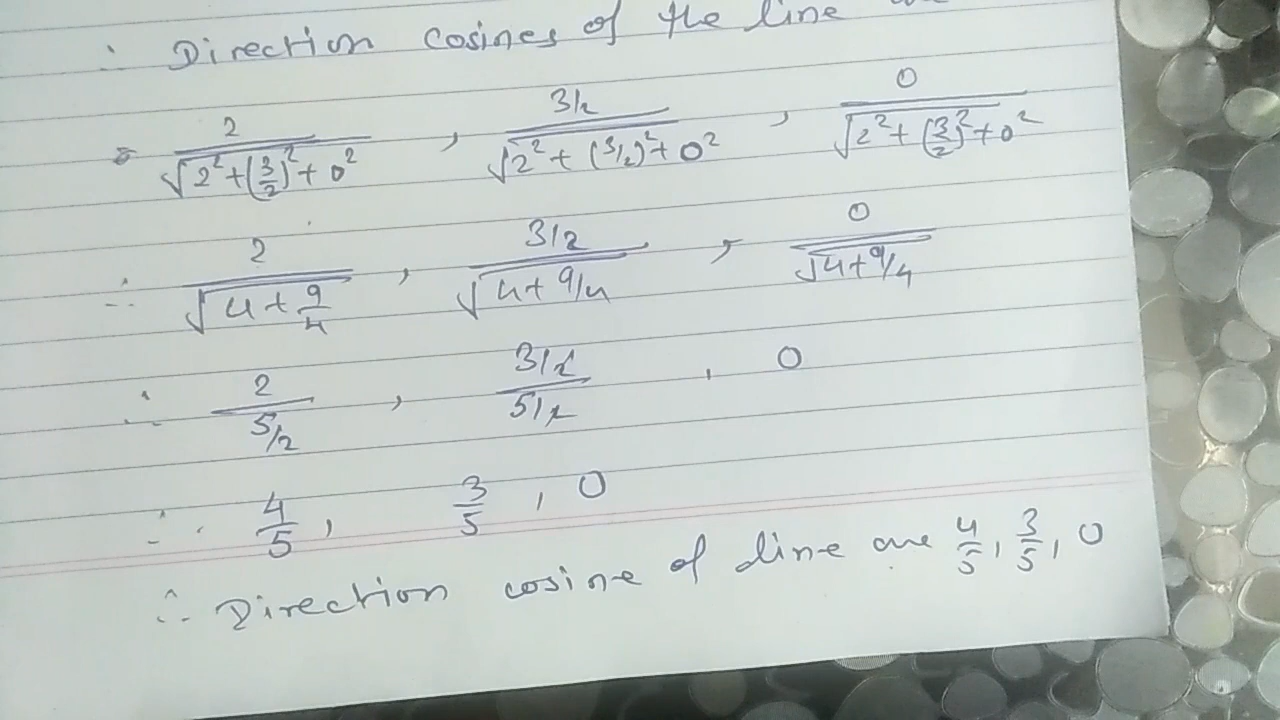 ∴ Direction cosines of the line
= 2/√(2²+(3/2)²+0²) , 3/2/√(2²+(3/2)²+0²) , 0/√(2²+(3/2)²+0²)
∴ 2/√(4+9/4) , 3/2/√(4+9/4) , 0/√(4+9/4)
∴ 2/5/2 , 3/2/5/2 , 0
∴ 4/5 , 3/5 , 0
∴ Direction cosine of line are 4/5, 3/5, 0